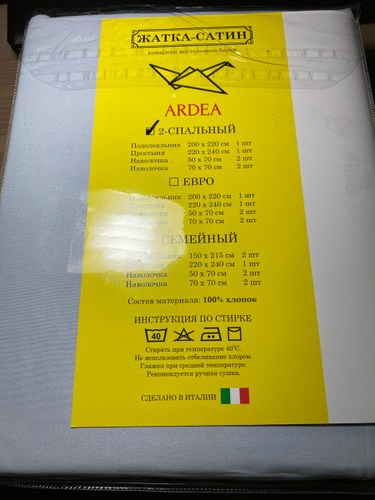 ЖАТКА-САТИН
комплект постельного белья
ARDEA
2-СПАЛЬНЫЙ
Пододеяльник 200 х 220 см 1 шт
Простыня 220 х 240 см 1 шт
Наволочка 50 х 70 см 2 шт
Наволочка 70 х 70 см 2 шт
ЕВРО
Пододеяльник 200 х 220 см 1 шт
Простыня 220 х 240 см 1 шт
Наволочка 50 х 70 см 2 шт
Наволочка 70 х 70 см 2 шт
СЕМЕЙНЫЙ
150 х 215 см 2 шт
220 х 240 см 1 шт
Наволочка 50 х 70 см 2 шт
Наволочка 70 х 70 см 2 шт
Состав материала: 100% хлопок
ИНСТРУКЦИЯ ПО СТИРКЕ
40
Стирать при температуре 40°С.
Не использовать отбеливание хлором.
Глажка при средней температуре.
Рекомендуется ручная сушка.
СДЕЛАНО В ИТАЛИИ